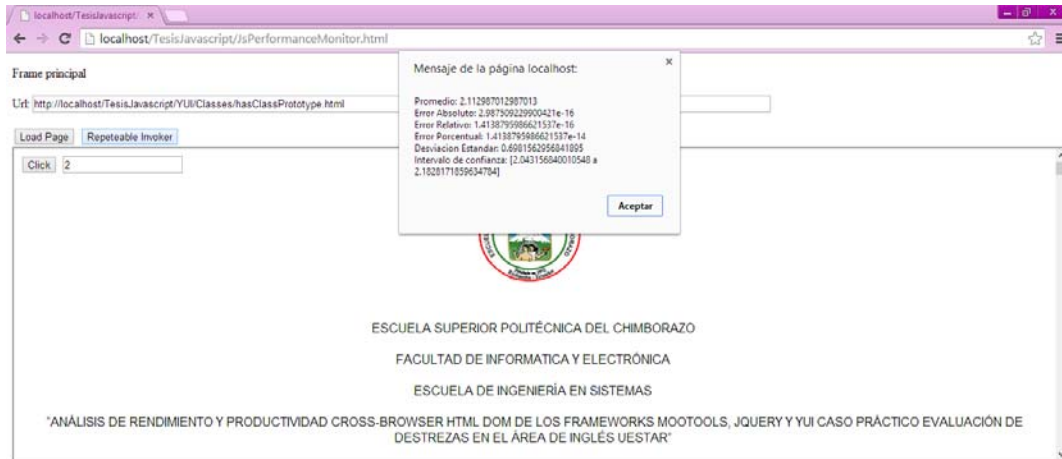 localhost/TesisJavascript/
localhost/TesisJavascript/JsPerformanceMonitor.html
Frame principal
Url: http://localhost/TesisJavascript/YUI/Classes/hasClassPrototype.html
Load Page Repeteable Invoker
Click 2
Mensaje de la página localhost:
Promedio: 2.112987012987013
Error Absoluto: 2.987509229900421e-16
Error Relativo: 1.4138795986621537e-16
Error Porcentual: 1.4138795986621537e-14
Desviacion Estandar: 0.6981562956841895
Intervalo de confianza: [2.043156840010548 a
2.1828171859634784]
Aceptar
ESCUELA SUPERIOR POLITÉCNICA DEL CHIMBORAZO
FACULTAD DE INFORMATICA Y ELECTRÓNICA
ESCUELA DE INGENIERÍA EN SISTEMAS
"ANÁLISIS DE RENDIMIENTO Y PRODUCTIVIDAD CROSS-BROWSER HTML DOM DE LOS FRAMEWORKS MOOTOOLS, JQUERY Y YUI CASO PRÁCTICO EVALUACIÓN DE
DESTREZAS EN EL ÁREA DE INGLÉS UESTAR"